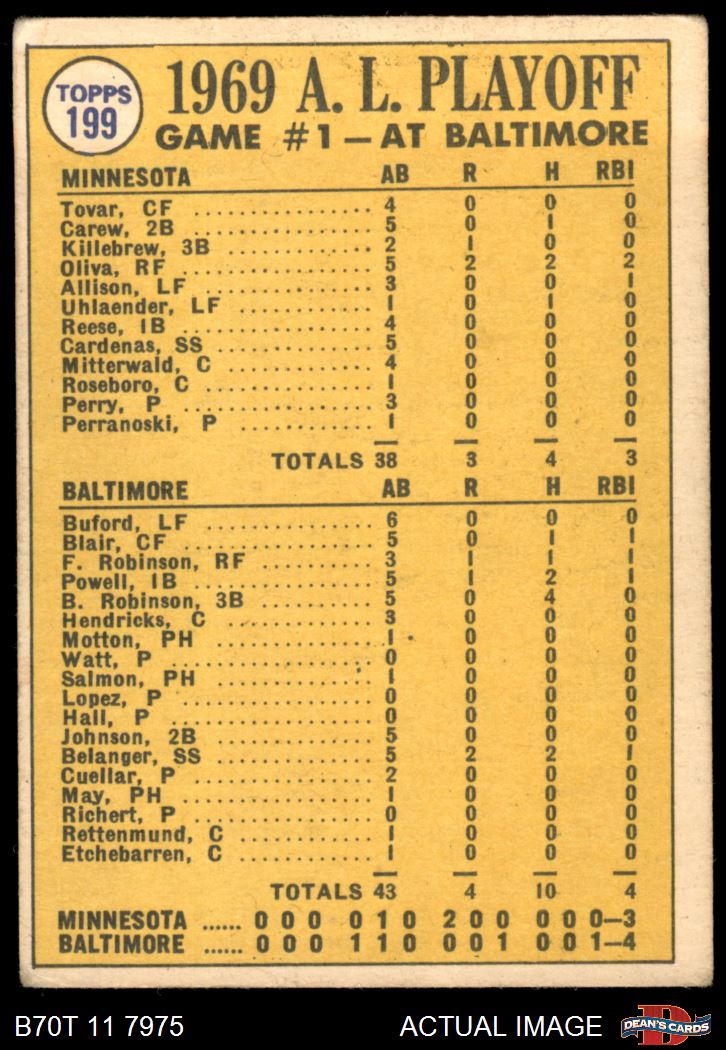 TOPPS
199
1969 A. L. PLAYOFF
GAME #1 — AT BALTIMORE
MINNESOTA AB R H RBI
Tovar, CF .................. 4 0 0 0
Carew, 2B .................. 5 0 1 0
Killebrew, 3B .............. 2 1 0 0
Oliva, RF .................. 5 2 2 2
Allison, LF ................ 3 0 0 1
Uhlaender, LF .............. 1 0 1 0
Reese, 1B .................. 4 0 0 0
Cardenas, SS ............... 5 0 0 0
Mitterwald, C .............. 4 0 0 0
Roseboro, C ................ 1 0 0 0
Perry, P ................... 3 0 0 0
Perranoski, P .............. 1 0 0 0
TOTALS 38 3 4 3
BALTIMORE AB R H RBI
Buford, LF ................. 6 0 0 0
Blair, CF .................. 5 0 1 1
F. Robinson, RF ............ 3 1 1 1
Powell, 1B ................. 5 1 2 1
B. Robinson, 3B ............ 5 0 4 0
Hendricks, C ............... 3 0 0 0
Motton, PH ................. 1 0 0 0
Watt, P .................... 0 0 0 0
Salmon, PH ................. 1 0 0 0
Lopez, P ................... 0 0 0 0
Hall, P .................... 0 0 0 0
Johnson, 2B ................ 5 0 0 0
Belanger, SS ............... 5 2 2 1
Cuellar, P ................. 2 0 0 0
May, PH .................... 1 0 0 0
Richert, P ................. 0 0 0 0
Rettenmund, C .............. 1 0 0 0
Etchebarren, C ............. 1 0 0 0
TOTALS 43 4 10 4
MINNESOTA ...... 0 0 0 0 1 0 2 0 0 0 0 0—3
BALTIMORE ...... 0 0 0 1 1 0 0 0 1 0 0 1—4
B70T 11 7975 ACTUAL IMAGE
D
DEAN'S CARDS